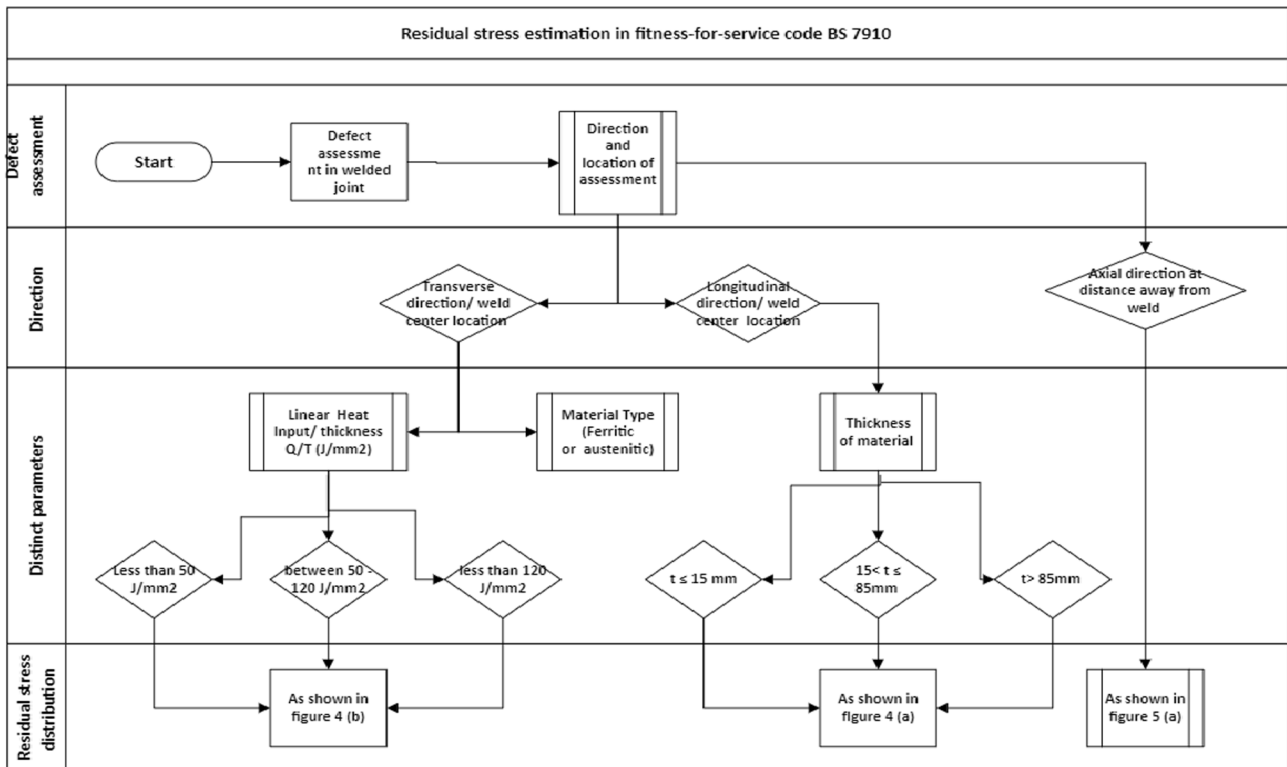 Residual stress estimation in fitness-for-service code BS 7910
Defect
assessment
Start
Defect
assessme
nt in welded
joint
Direction
and
location of
assessment
Direction
Transverse
direction/ weld
center location
Longitudinal
direction/ weld
center location
Axial direction at
distance away from
weld
Distinct parameters
Linear Heat
Input/ thickness
Q/T (J/mm2)
Material Type
(Ferritic
or austenitic)
Thickness
of material
Less than 50
J/mm2
between 50 -
120 J/mm2
less than 120
J/mm2
t ≤ 15 mm
15< t ≤
85mm
t> 85mm
Residual stress
distribution
As shown in
figure 4 (b)
As shown in
figure 4 (a)
As shown in
figure 5 (a)